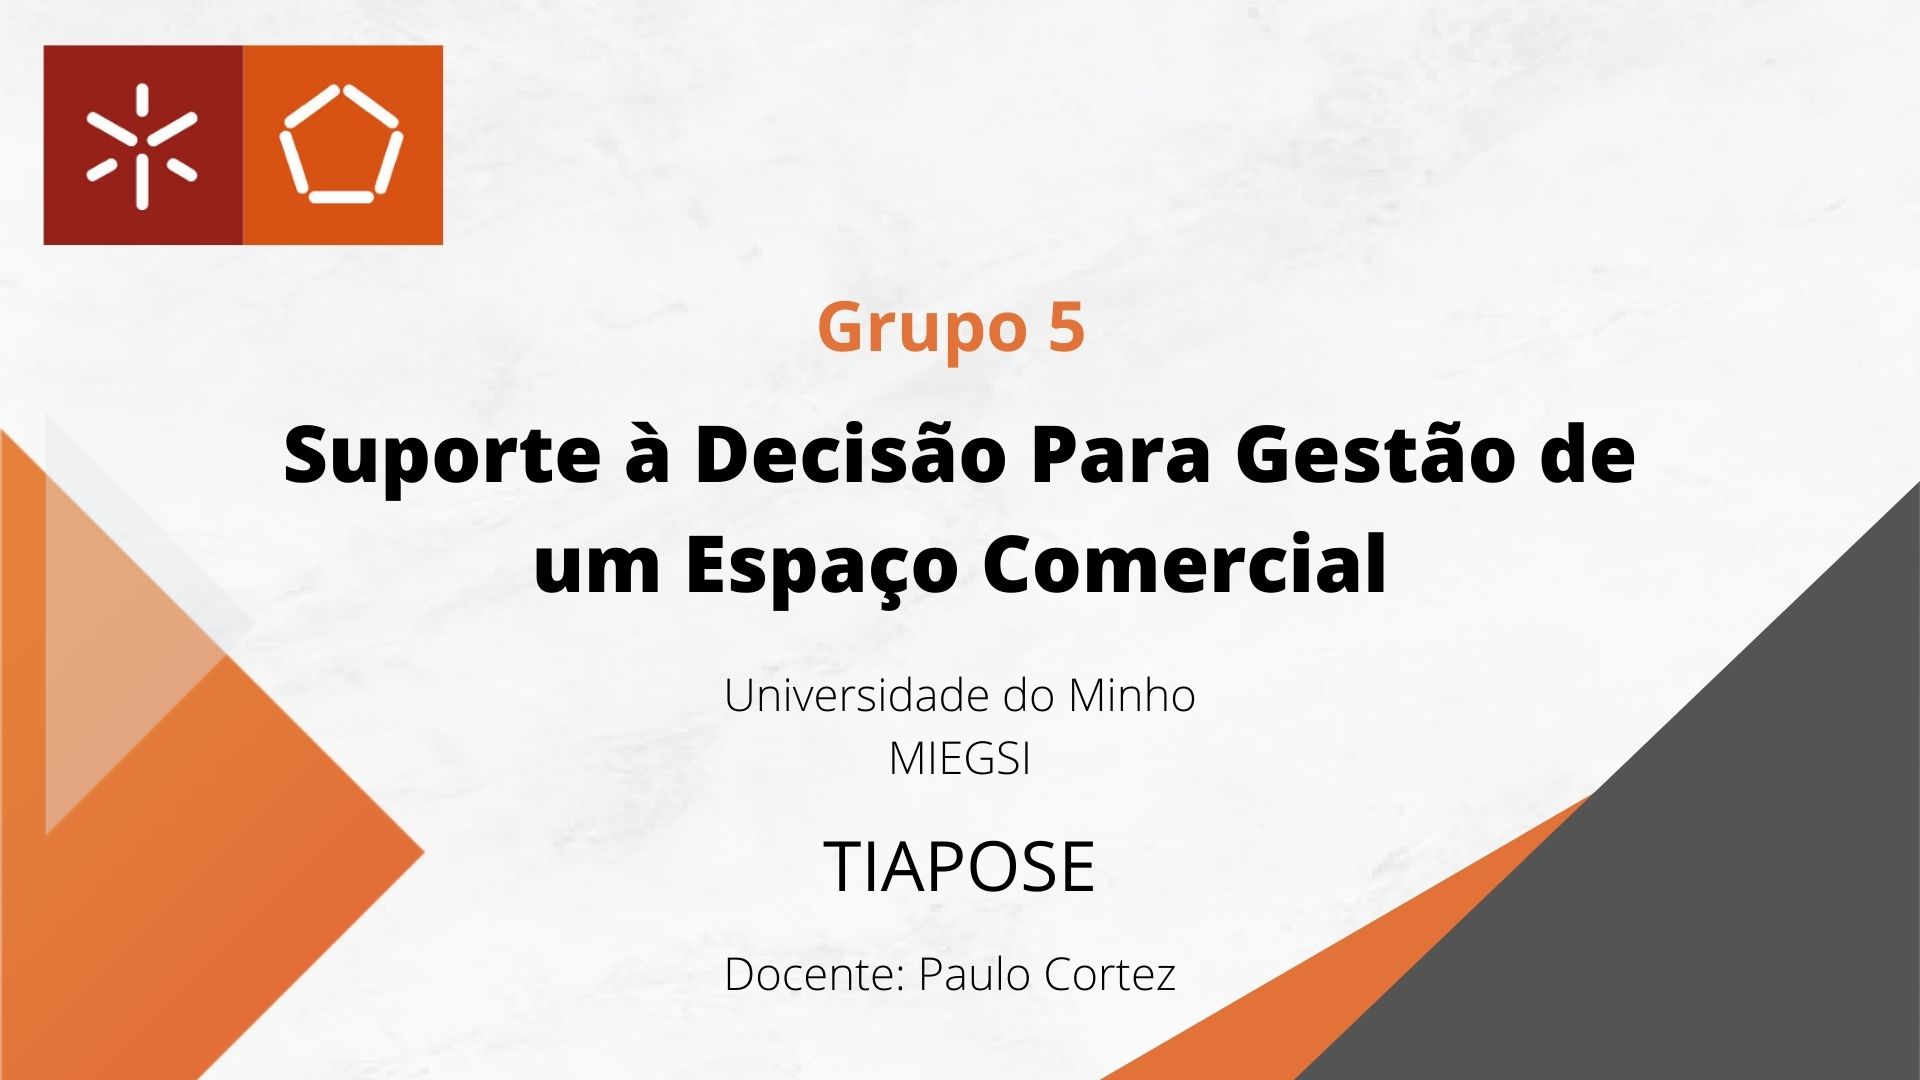 Grupo 5
Suporte à Decisão Para Gestão de
um Espaço Comercial
Universidade do Minho
MIEGSI
TIAPOSE
Docente: Paulo Cortez